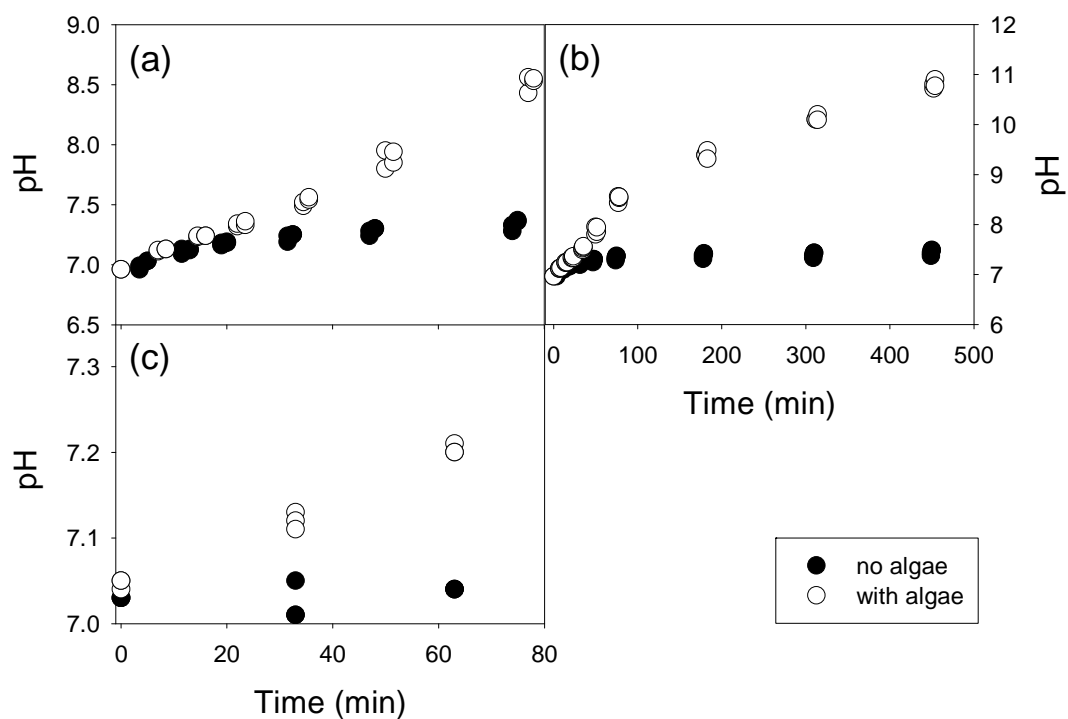 9.0
8.5
8.0
7.5
7.0
6.5
pH
(a)
(b)
12
11
10
9
8
7
6
pH
0 100 200 300 400 500
Time (min)
(c)
7.3
7.2
7.1
7.0
pH
0 20 40 60 80
Time (min)
no algae
with algae